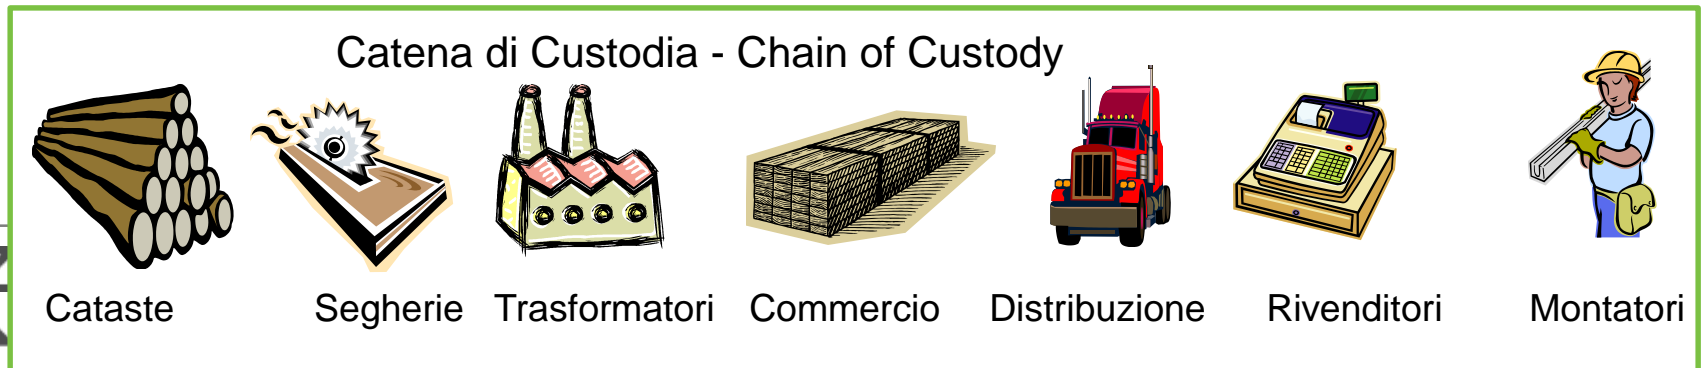 Catena di Custodia - Chain of Custody
Cataste Segherie Trasformatori Commercio Distribuzione Rivenditori Montatori